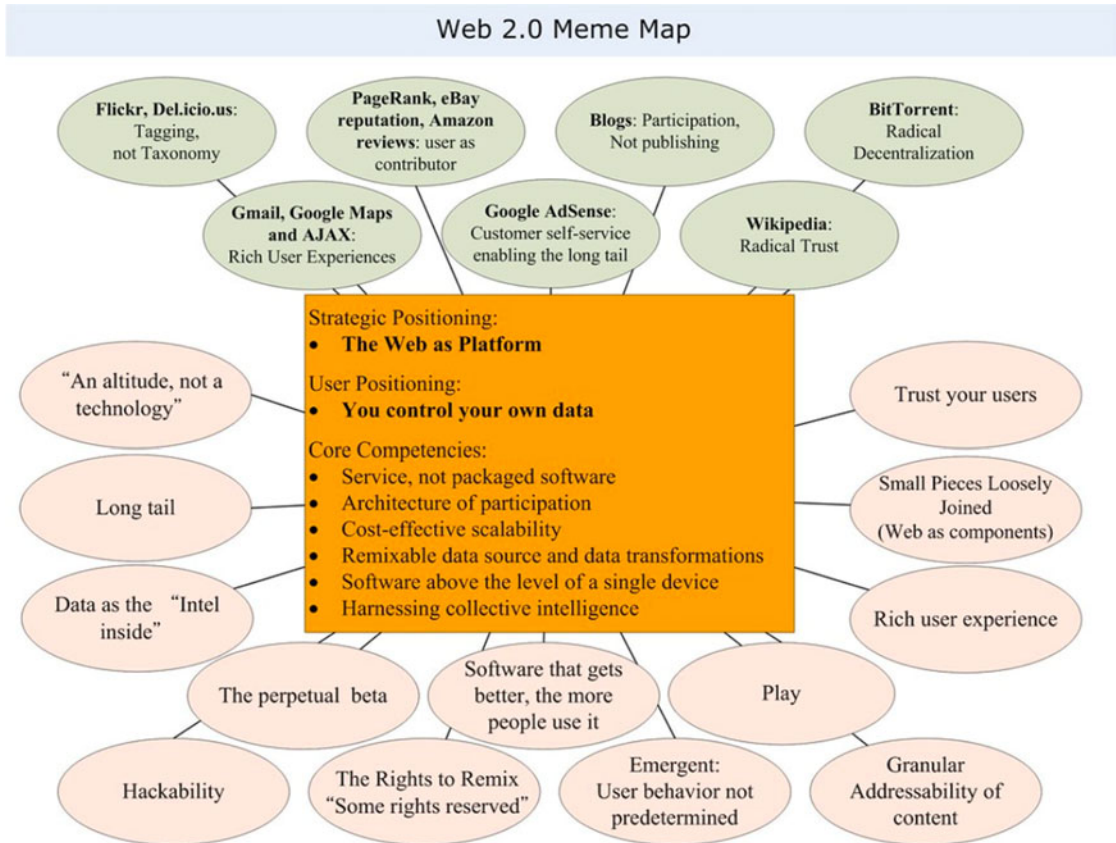 Web 2.0 Meme Map
Flickr, Del.icio.us:
Tagging,
not Taxonomy
PageRank, eBay
reputation, Amazon
reviews: user as
contributor
Blogs: Participation,
Not publishing
BitTorrent:
Radical
Decentralization
Gmail, Google Maps
and AJAX:
Rich User Experiences
Google AdSense:
Customer self-service
enabling the long tail
Wikipedia:
Radical Trust
Strategic Positioning:
• The Web as Platform
User Positioning:
• You control your own data
Core Competencies:
• Service, not packaged software
• Architecture of participation
• Cost-effective scalability
• Remixable data source and data transformations
• Software above the level of a single device
• Harnessing collective intelligence
“An altitude, not a
technology”
Long tail
Data as the “Intel
inside”
Trust your users
Small Pieces Loosely
Joined
(Web as components)
Rich user experience
The perpetual beta
Software that gets
better, the more
people use it
Play
Hackability
The Rights to Remix
“Some rights reserved”
Emergent:
User behavior not
predetermined
Granular
Addressability of
content